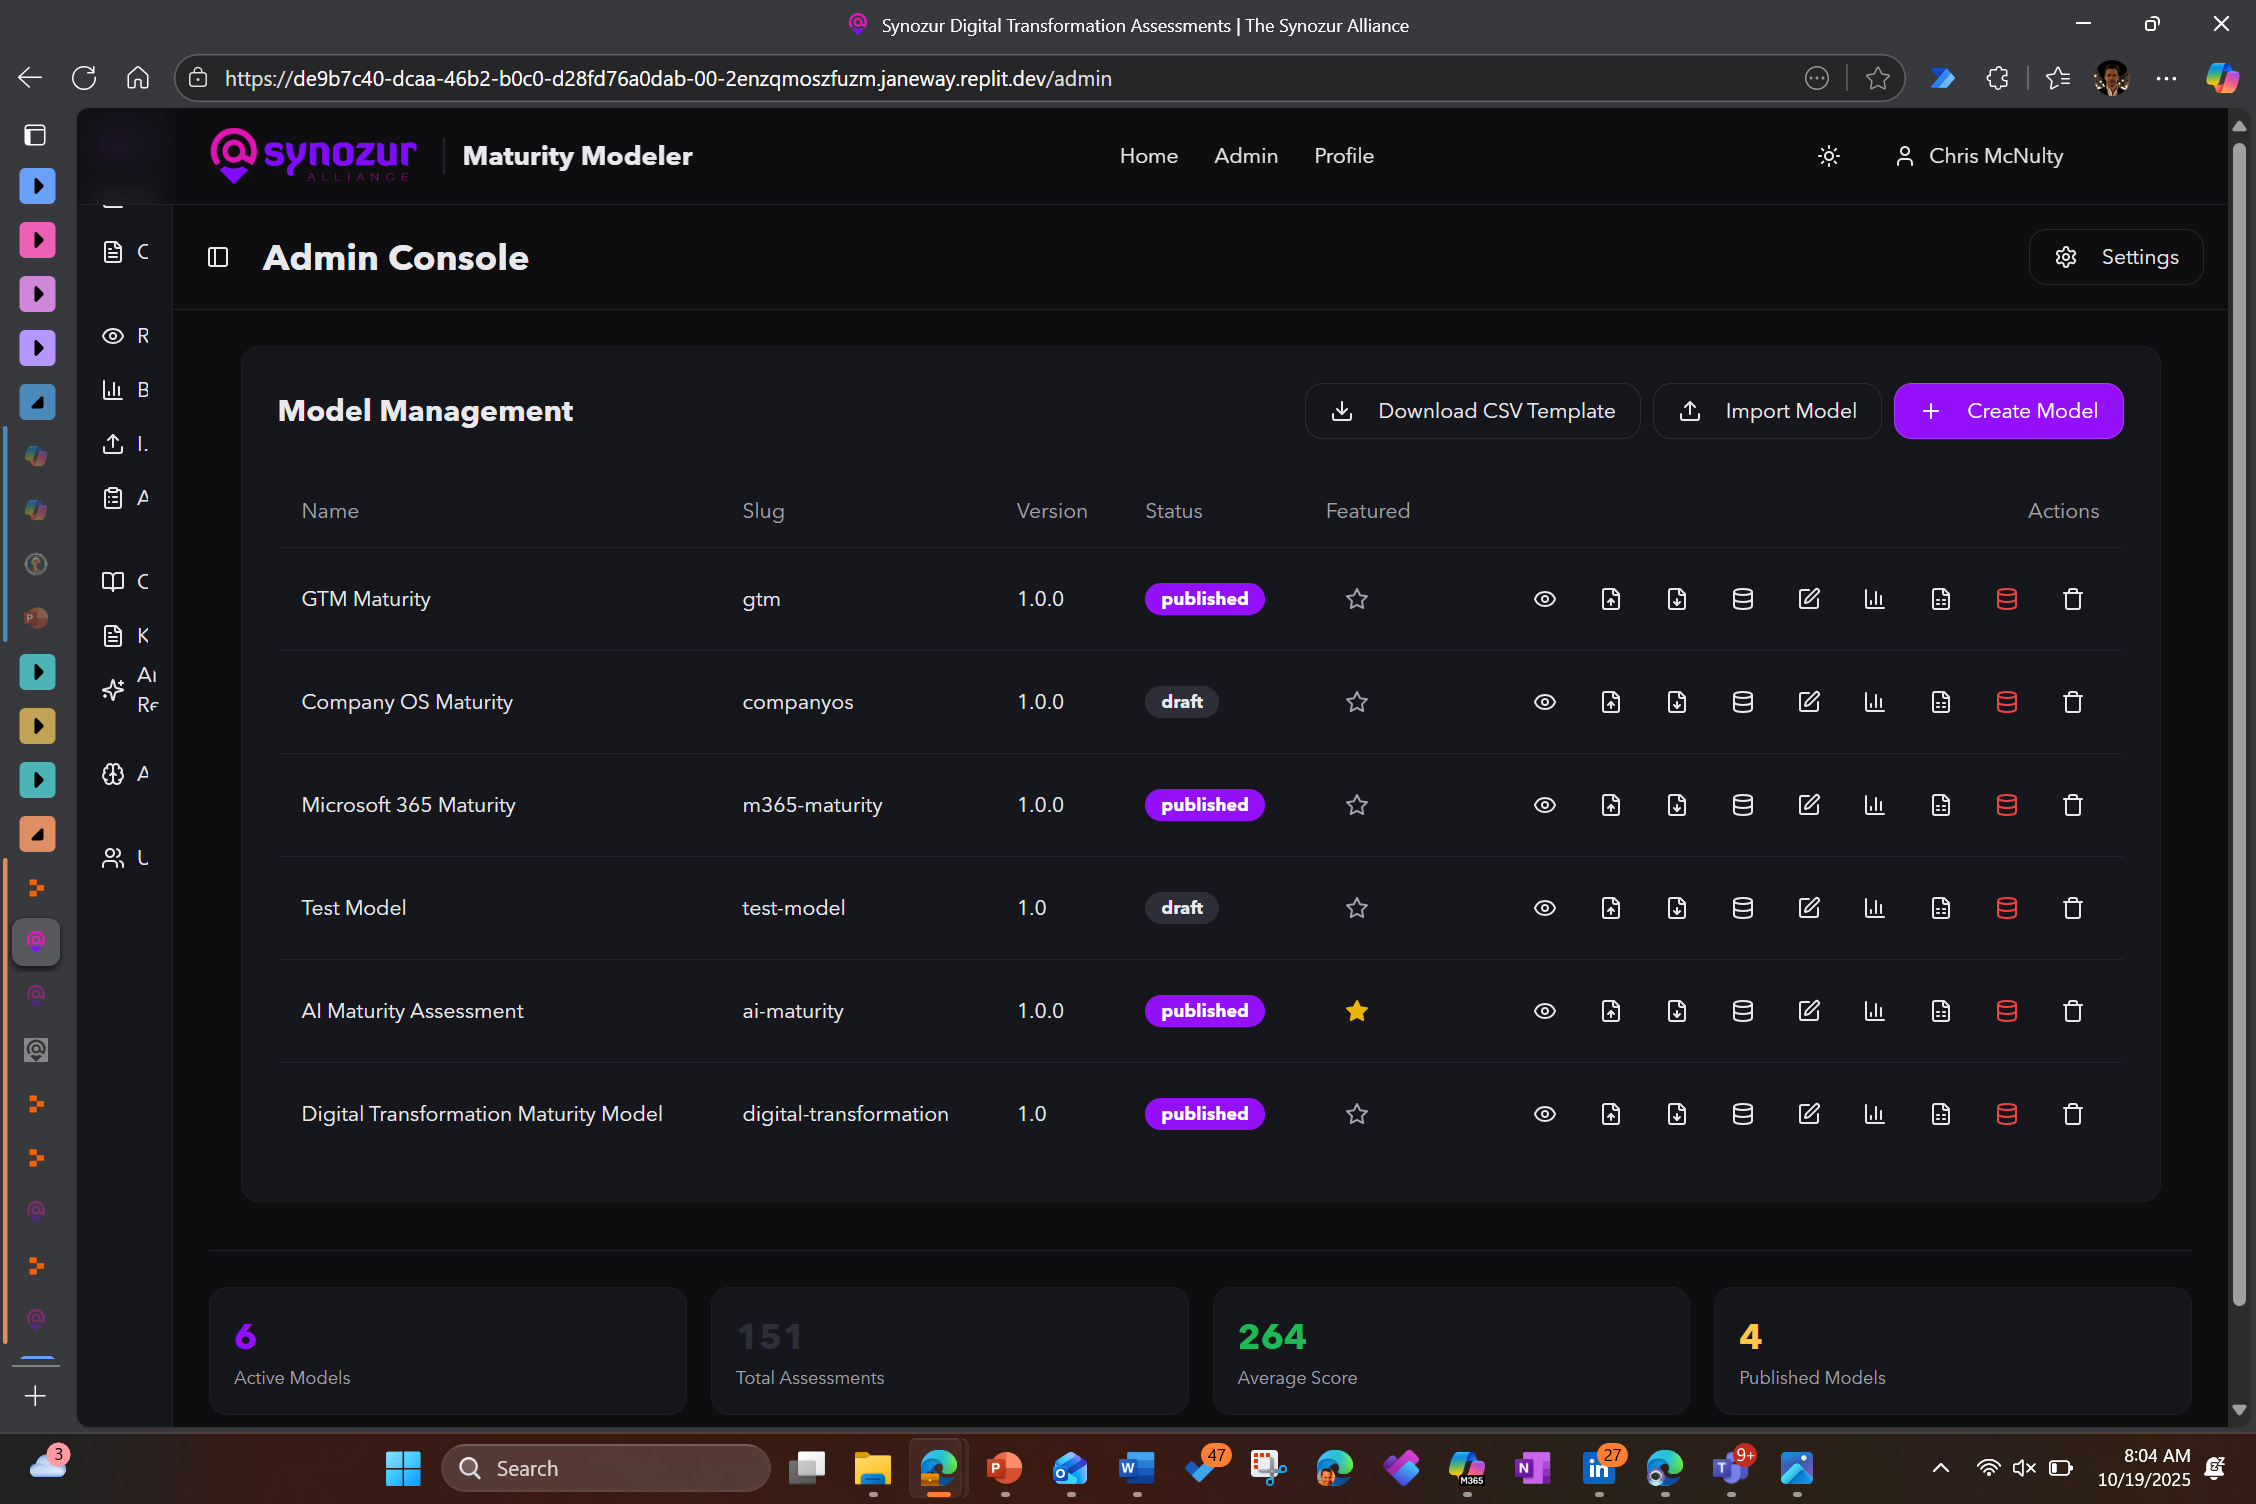 Synozur Digital Transformation Assessments | The Synozur Alliance
https://de9b7c40-dcaa-46b2-b0c0-d28fd76a0dab-00-2enzqmoszfuzm.janeway.replit.dev/admin
synozur
ALLIANCE
Maturity Modeler
Home Admin Profile
Chris McNulty
Admin Console
Settings
Model Management
Download CSV Template
Import Model
Create Model
Name Slug Version Status Featured Actions
GTM Maturity gtm 1.0.0 published
Company OS Maturity companyos 1.0.0 draft
Microsoft 365 Maturity m365-maturity 1.0.0 published
Test Model test-model 1.0 draft
AI Maturity Assessment ai-maturity 1.0.0 published
Digital Transformation Maturity Model digital-transformation 1.0 published
6
Active Models
151
Total Assessments
264
Average Score
4
Published Models
3
Search
47
M365
27
9+
8:04 AM
10/19/2025